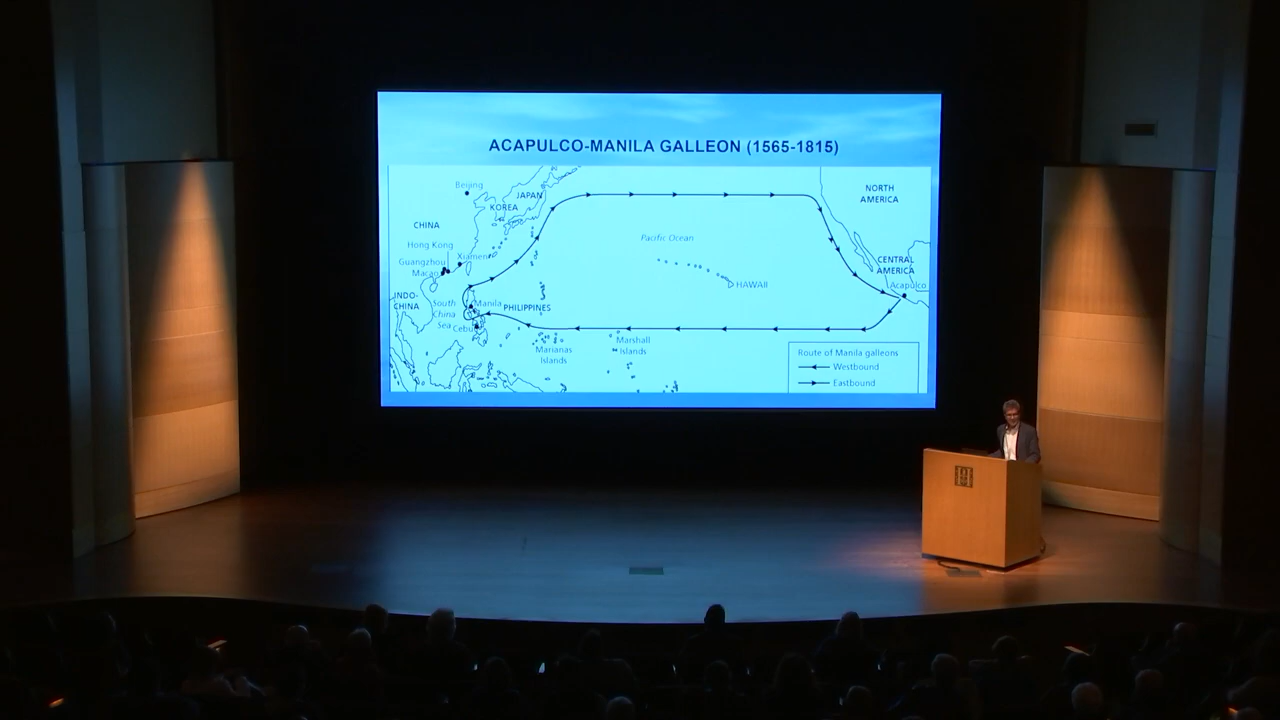 ACAPULCO-MANILA GALLEON (1565-1815)
Beijing
JAPAN
KOREA
NORTH
AMERICA
CHINA
Pacific Ocean
Hong Kong
Xiamen
Guangzhou
Macao
CENTRAL
AMERICA
HAWAII
Acapulco
INDO-
CHINA
South
China
Sea
Manila
PHILIPPINES
Cebu
Marianas
Islands
Marshall
Islands
Route of Manila galleons
Westbound
Eastbound